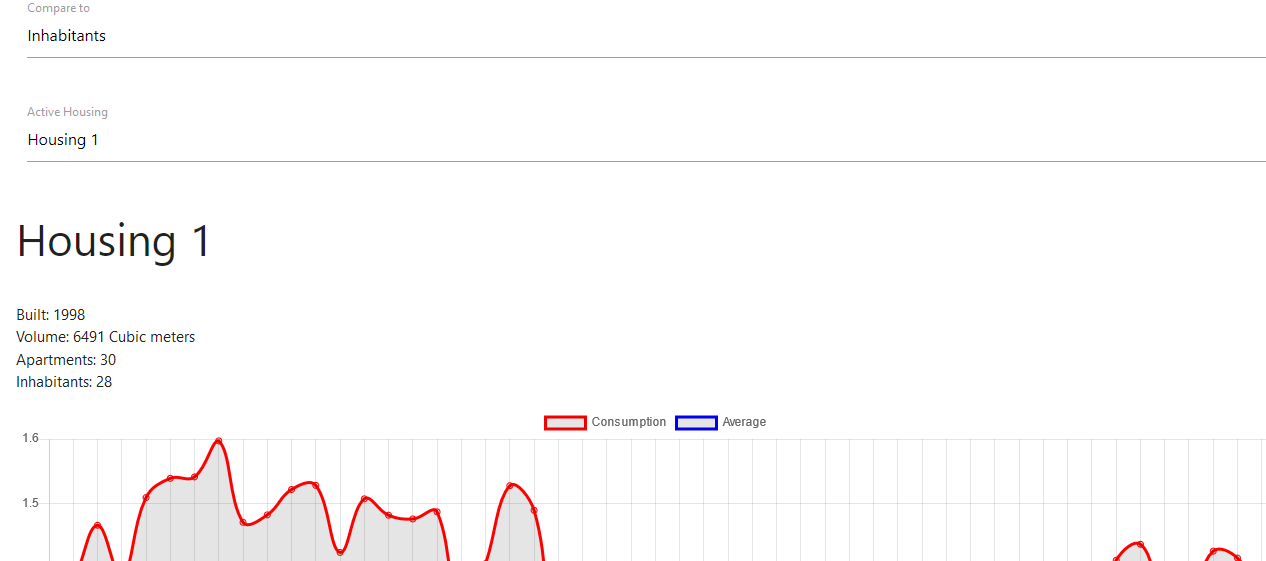 Compare to
Inhabitants
Active Housing
Housing 1
Housing 1
Built: 1998
Volume: 6491 Cubic meters
Apartments: 30
Inhabitants: 28
Consumption Average
1.6
1.5